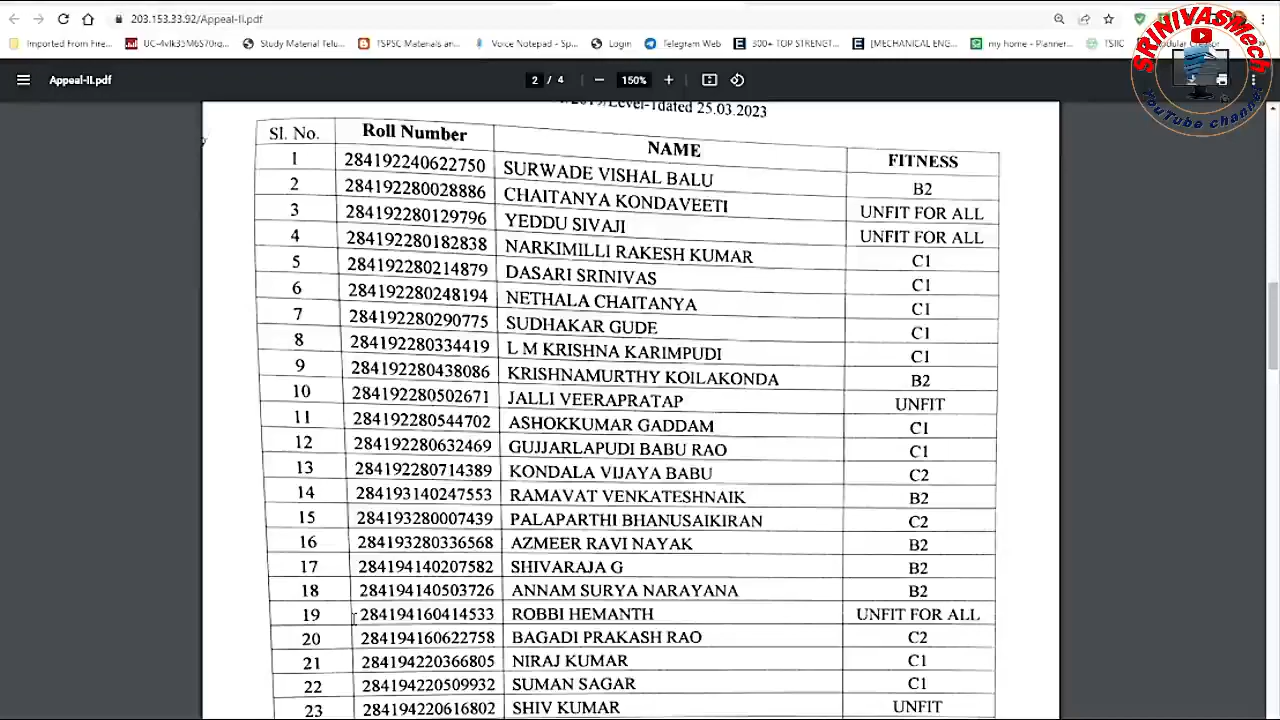 203.153.33.92/Appeal-II.pdf
Imported From Fire...
Study Material Telu...
TSPSC Materials an...
Voice Notepad - Sp...
Login
Telegram Web
300+ TOP STRENGT...
[MECHANICAL ENG...
my home - Planner...
TSIIC
SRINIVASMech
YouTube channel
Appeal-II.pdf
2 / 4
150%
/2019/Level-1dated 25.03.2023
Sl. No. Roll Number NAME FITNESS
1 284192240622750 SURWADE VISHAL BALU B2
2 284192280028886 CHAITANYA KONDAVEETI UNFIT FOR ALL
3 284192280129796 YEDDU SIVAJI UNFIT FOR ALL
4 284192280182838 NARKIMILLI RAKESH KUMAR C1
5 284192280214879 DASARI SRINIVAS C1
6 284192280248194 NETHALA CHAITANYA C1
7 284192280290775 SUDHAKAR GUDE C1
8 284192280334419 L M KRISHNA KARIMPUDI C1
9 284192280438086 KRISHNAMURTHY KOILAKONDA B2
10 284192280502671 JALLI VEERAPRATAP UNFIT
11 284192280544702 ASHOKKUMAR GADDAM C1
12 284192280632469 GUJJARLAPUDI BABU RAO C1
13 284192280714389 KONDALA VIJAYA BABU C2
14 284193140247553 RAMAVAT VENKATESHNAIK B2
15 284193280007439 PALAPARTHI BHANUSAIKIRAN C2
16 284193280336568 AZMEER RAVI NAYAK B2
17 284194140207582 SHIVARAJA G B2
18 284194140503726 ANNAM SURYA NARAYANA B2
19 284194160414533 ROBBI HEMANTH UNFIT FOR ALL
20 284194160622758 BAGADI PRAKASH RAO C2
21 284194220366805 NIRAJ KUMAR C1
22 284194220509932 SUMAN SAGAR C1
23 284194220616802 SHIV KUMAR UNFIT